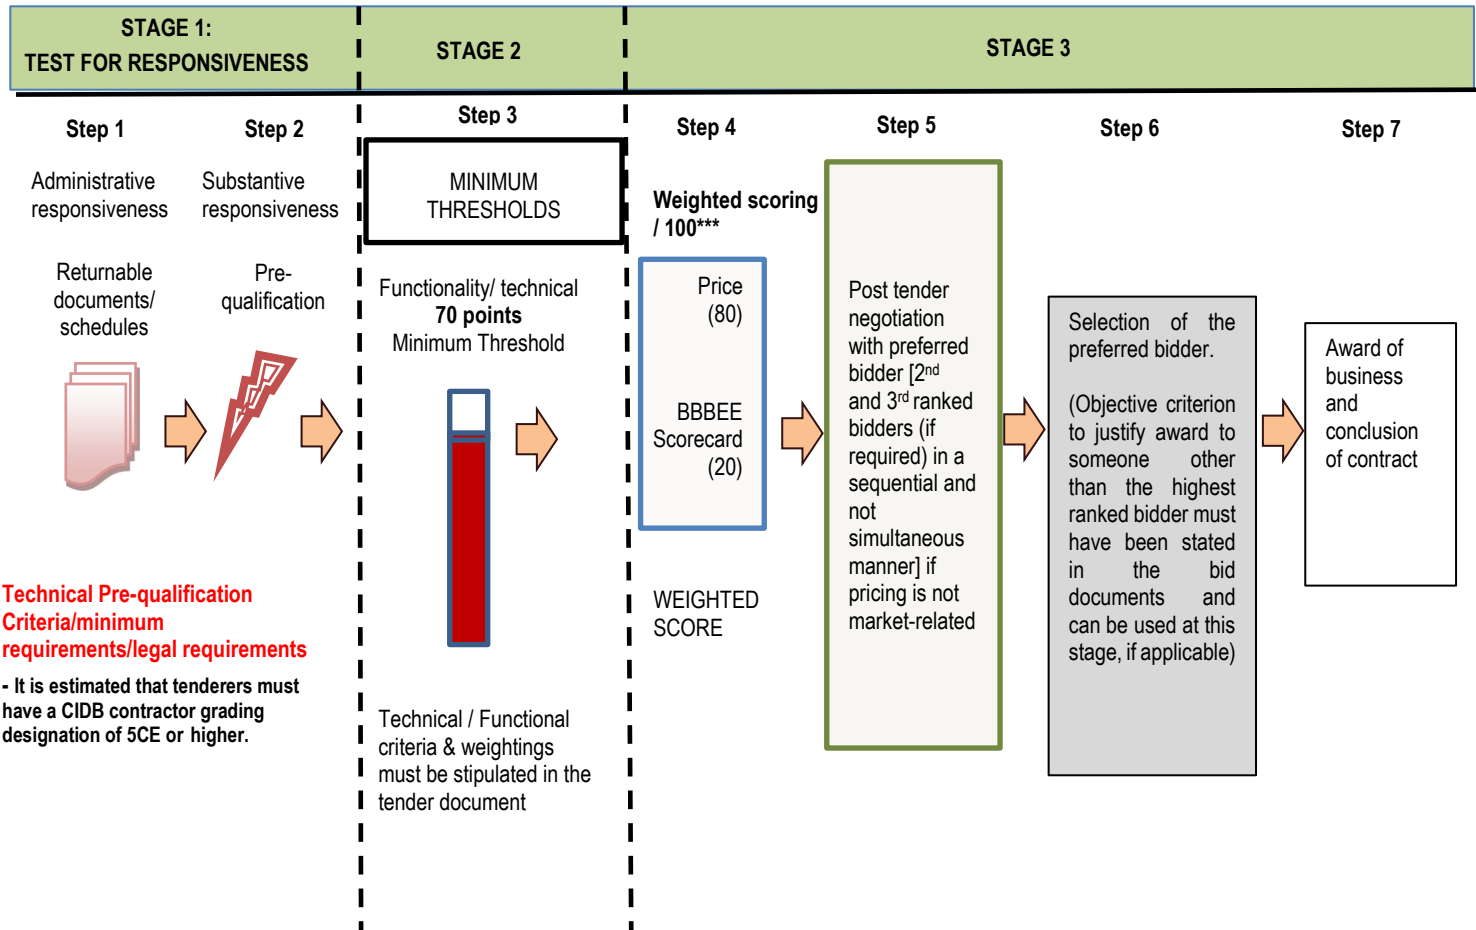 STAGE 1:
TEST FOR RESPONSIVENESS
STAGE 2
STAGE 3
Step 1
Administrative
responsiveness
Returnable
documents/
schedules
Step 2
Substantive
responsiveness
Pre-
qualification
Technical Pre-qualification
Criteria/minimum
requirements/legal requirements
- It is estimated that tenderers must
have a CIDB contractor grading
designation of 5CE or higher.
Step 3
MINIMUM
THRESHOLDS
Functionality/ technical
70 points
Minimum Threshold
Technical / Functional
criteria & weightings
must be stipulated in the
tender document
Step 4
Weighted scoring
/ 100***
Price
(80)
BBBEE
Scorecard
(20)
WEIGHTED
SCORE
Step 5
Post tender
negotiation
with preferred
bidder [2nd
and 3rd ranked
bidders (if
required) in a
sequential and
not
simultaneous
manner] if
pricing is not
market-related
Step 6
Selection of the
preferred bidder.
(Objective criterion
to justify award to
someone other
than the highest
ranked bidder must
have been stated
in the bid
documents and
can be used at this
stage, if applicable)
Step 7
Award of
business
and
conclusion
of contract